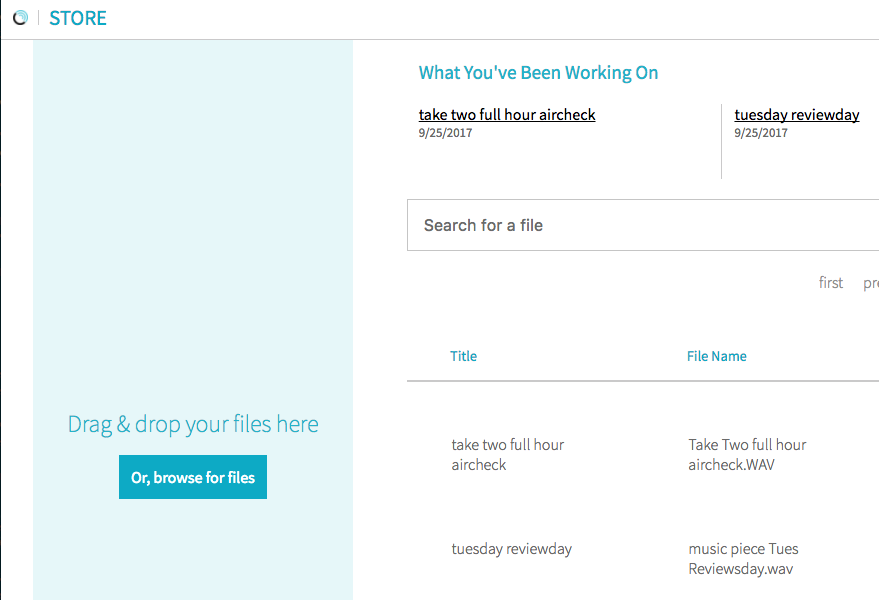 STORE
What You've Been Working On
take two full hour aircheck
9/25/2017
tuesday reviewday
9/25/2017
Search for a file
first
Title
File Name
Drag & drop your files here
Or, browse for files
take two full hour
aircheck
Take Two full hour
aircheck.WAV
tuesday reviewday
music piece Tues
Reviewsday.wav